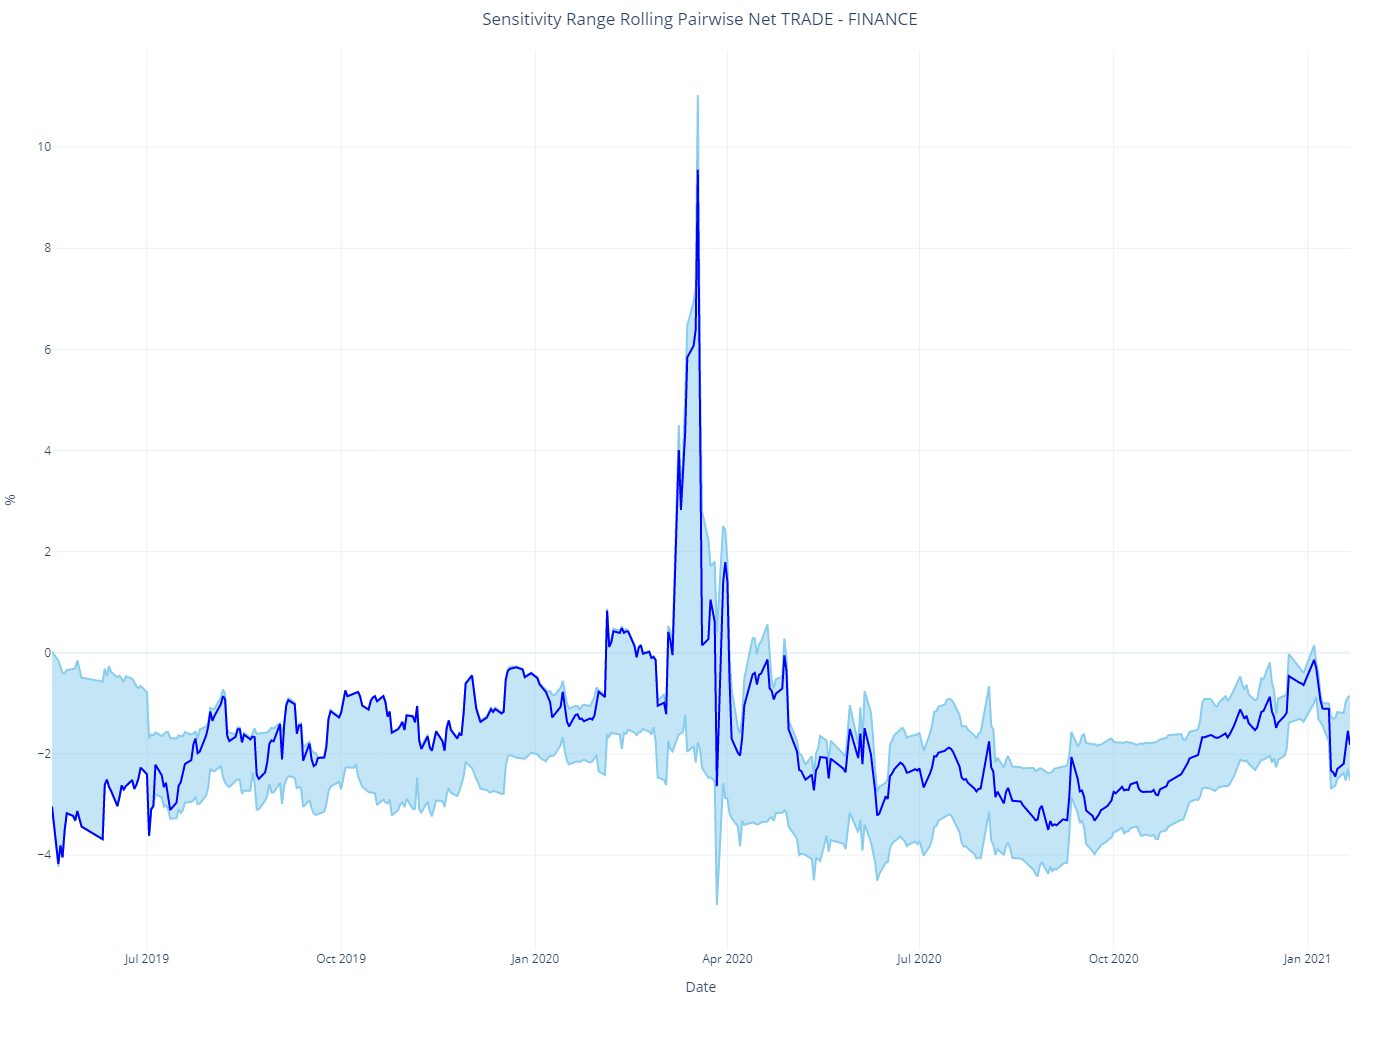 Sensitivity Range Rolling Pairwise Net TRADE - FINANCE
10
8
6
4
2
0
−2
−4
%
Jul 2019
Oct 2019
Jan 2020
Apr 2020
Jul 2020
Oct 2020
Jan 2021
Date